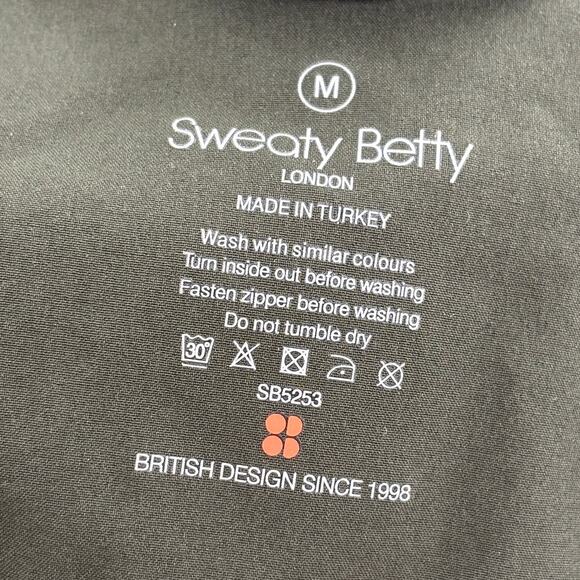 M
Sweaty Betty
LONDON
MADE IN TURKEY
Wash with similar colours
Turn inside out before washing
Fasten zipper before washing
Do not tumble dry
30°
SB5253
BRITISH DESIGN SINCE 1998